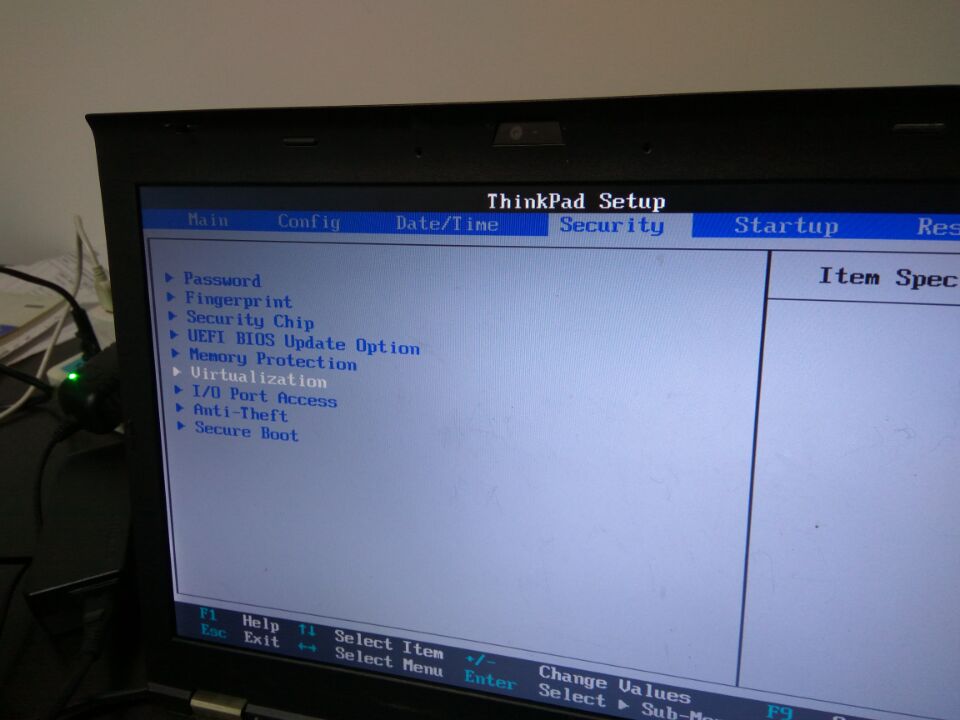 ThinkPad Setup
Main Config Date/Time Security Startup
Item
Password
Fingerprint
Security Chip
UEFI BIOS Update Option
Memory Protection
Virtualization
I/O Port Access
Anti-Theft
Secure Boot
F1 Help ↑↓ Select Item +/- Change Values F9
Esc Exit ←→ Select Menu Enter Select ▶